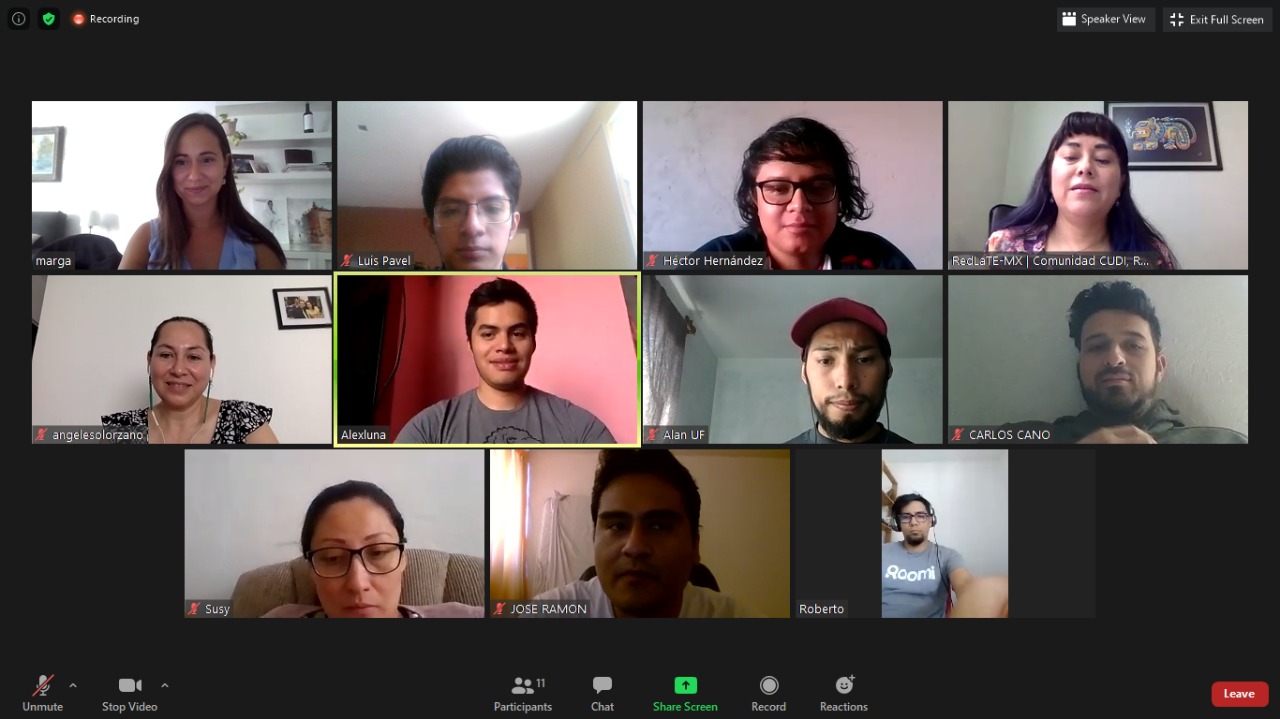 Recording
Speaker View
Exit Full Screen
marga
Luis Pavel
Héctor Hernández
RedLaTE-MX | Comunidad CUDI, R...
angelesolorzano
Alexluna
Alan UF
CARLOS CANO
Susy
JOSE RAMON
Roberto
Roomi
Unmute
Stop Video
Participants
11
Chat
Share Screen
Record
Reactions
Leave